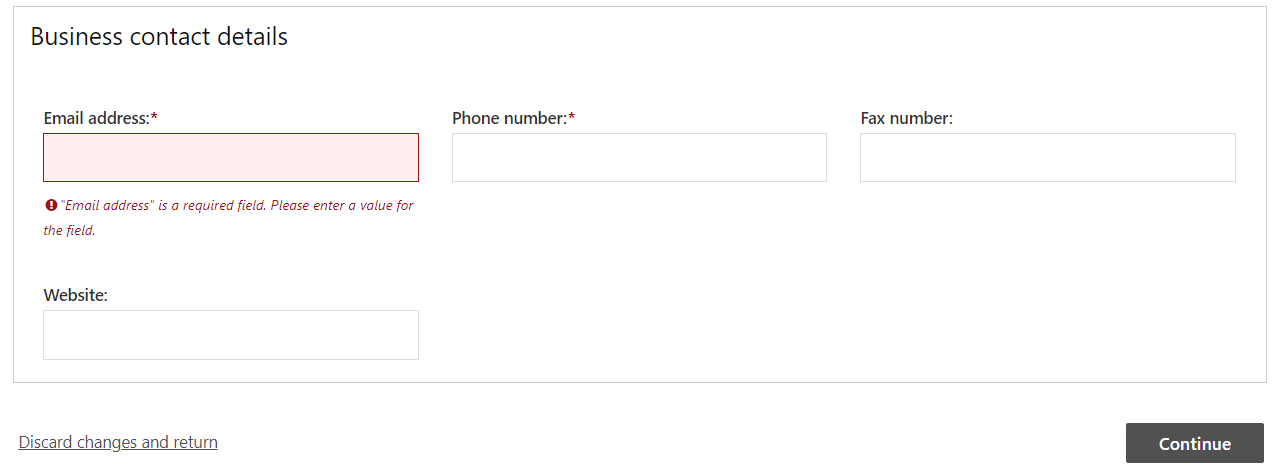 Business contact details
Email address:*
Phone number:*
Fax number:
"Email address" is a required field. Please enter a value for
the field.
Website:
Discard changes and return
Continue